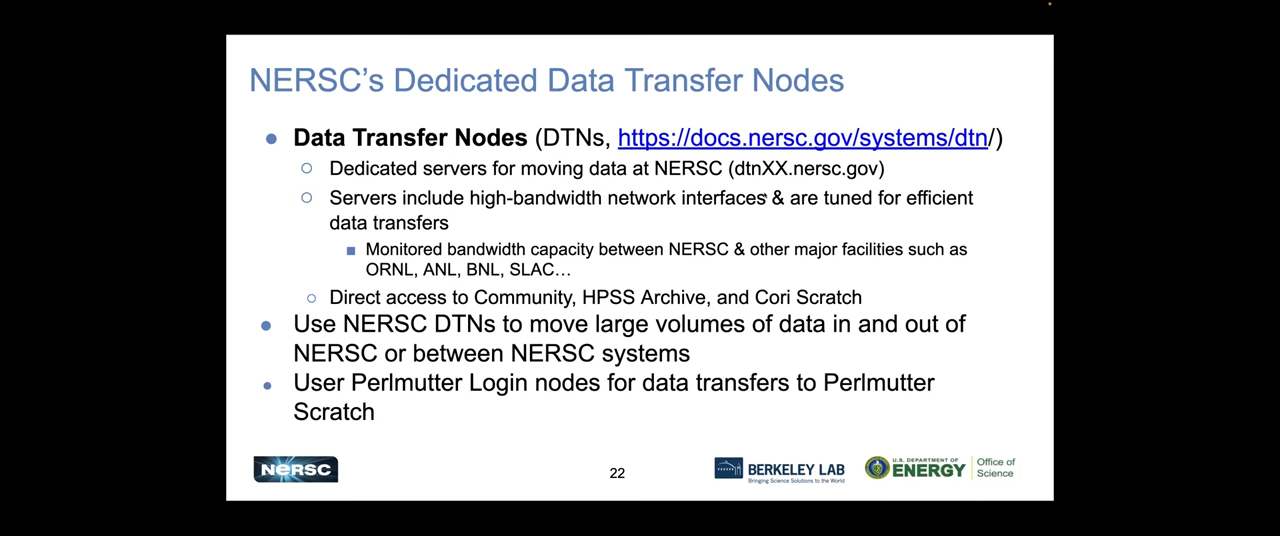 NERSC's Dedicated Data Transfer Nodes
Data Transfer Nodes (DTNs, https://docs.nersc.gov/systems/dtn/)
Dedicated servers for moving data at NERSC (dtnXX.nersc.gov)
Servers include high-bandwidth network interfaces & are tuned for efficient
data transfers
Monitored bandwidth capacity between NERSC & other major facilities such as
ORNL, ANL, BNL, SLAC…
Direct access to Community, HPSS Archive, and Cori Scratch
Use NERSC DTNs to move large volumes of data in and out of
NERSC or between NERSC systems
User Perlmutter Login nodes for data transfers to Perlmutter
Scratch
NERSC
22
BERKELEY LAB
Bringing Science Solutions to the World
U.S. DEPARTMENT OF
ENERGY
Office of
Science